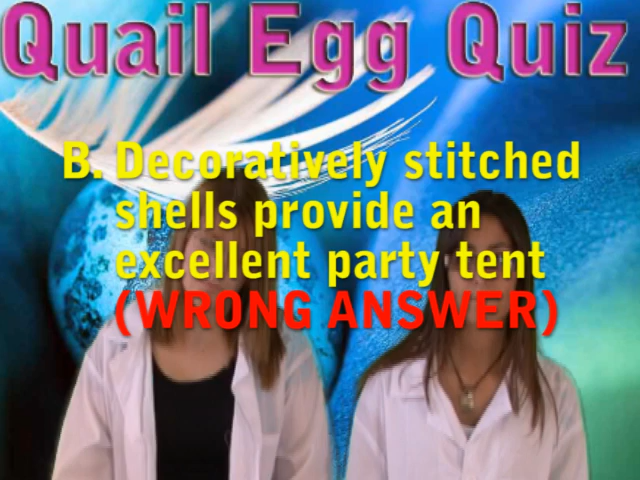 Quail Egg Quiz
B. Decoratively stitched
shells provide an
excellent party tent
(WRONG ANSWER)